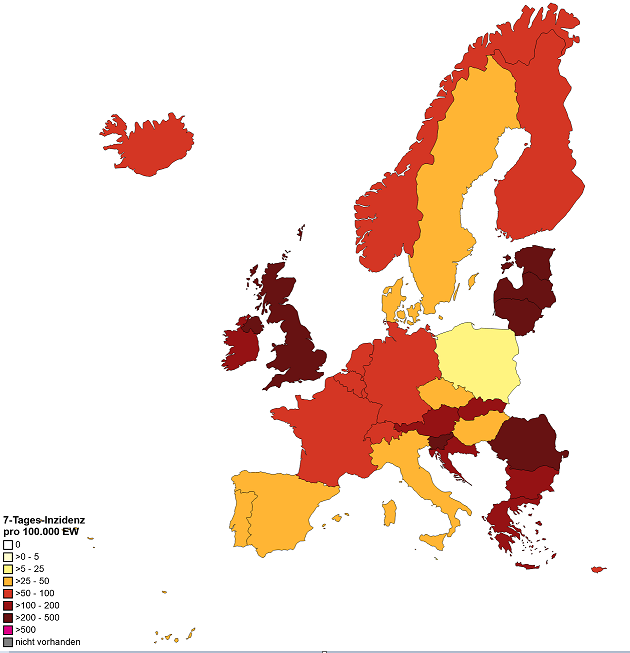 7-Tages-Inzidenz
pro 100.000 EW
0
>0 - 5
>5 - 25
>25 - 50
>50 - 100
>100 - 200
>200 - 500
>500
nicht vorhanden